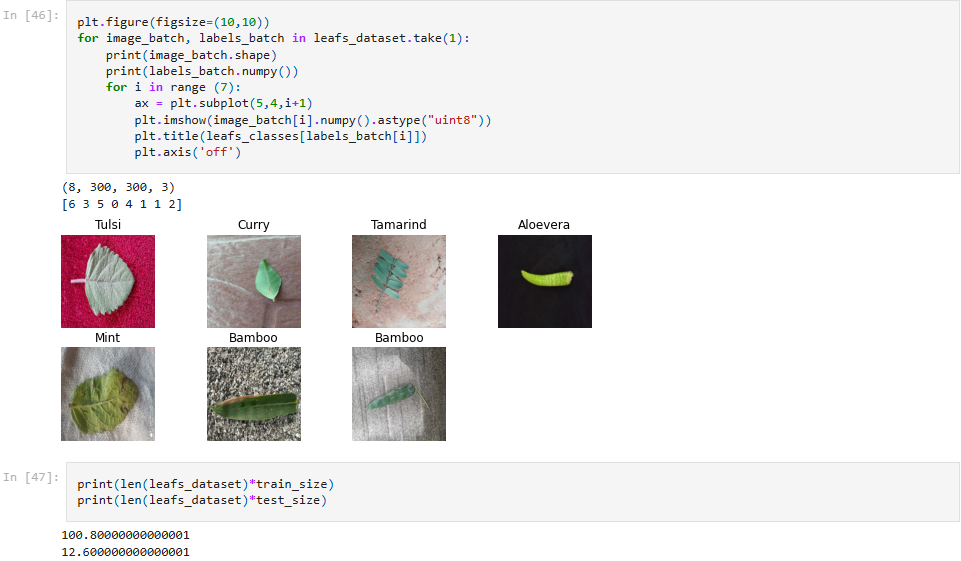 In [46]:
plt.figure(figsize=(10,10))
for image_batch, labels_batch in leafs_dataset.take(1):
    print(image_batch.shape)
    print(labels_batch.numpy())
    for i in range (7):
        ax = plt.subplot(5,4,i+1)
        plt.imshow(image_batch[i].numpy().astype("uint8"))
        plt.title(leafs_classes[labels_batch[i]])
        plt.axis('off')
(8, 300, 300, 3)
[6 3 5 0 4 1 1 2]
Tulsi Curry Tamarind Aloevera
Mint Bamboo Bamboo
In [47]:
print(len(leafs_dataset)*train_size)
print(len(leafs_dataset)*test_size)
100.80000000000001
12.600000000000001